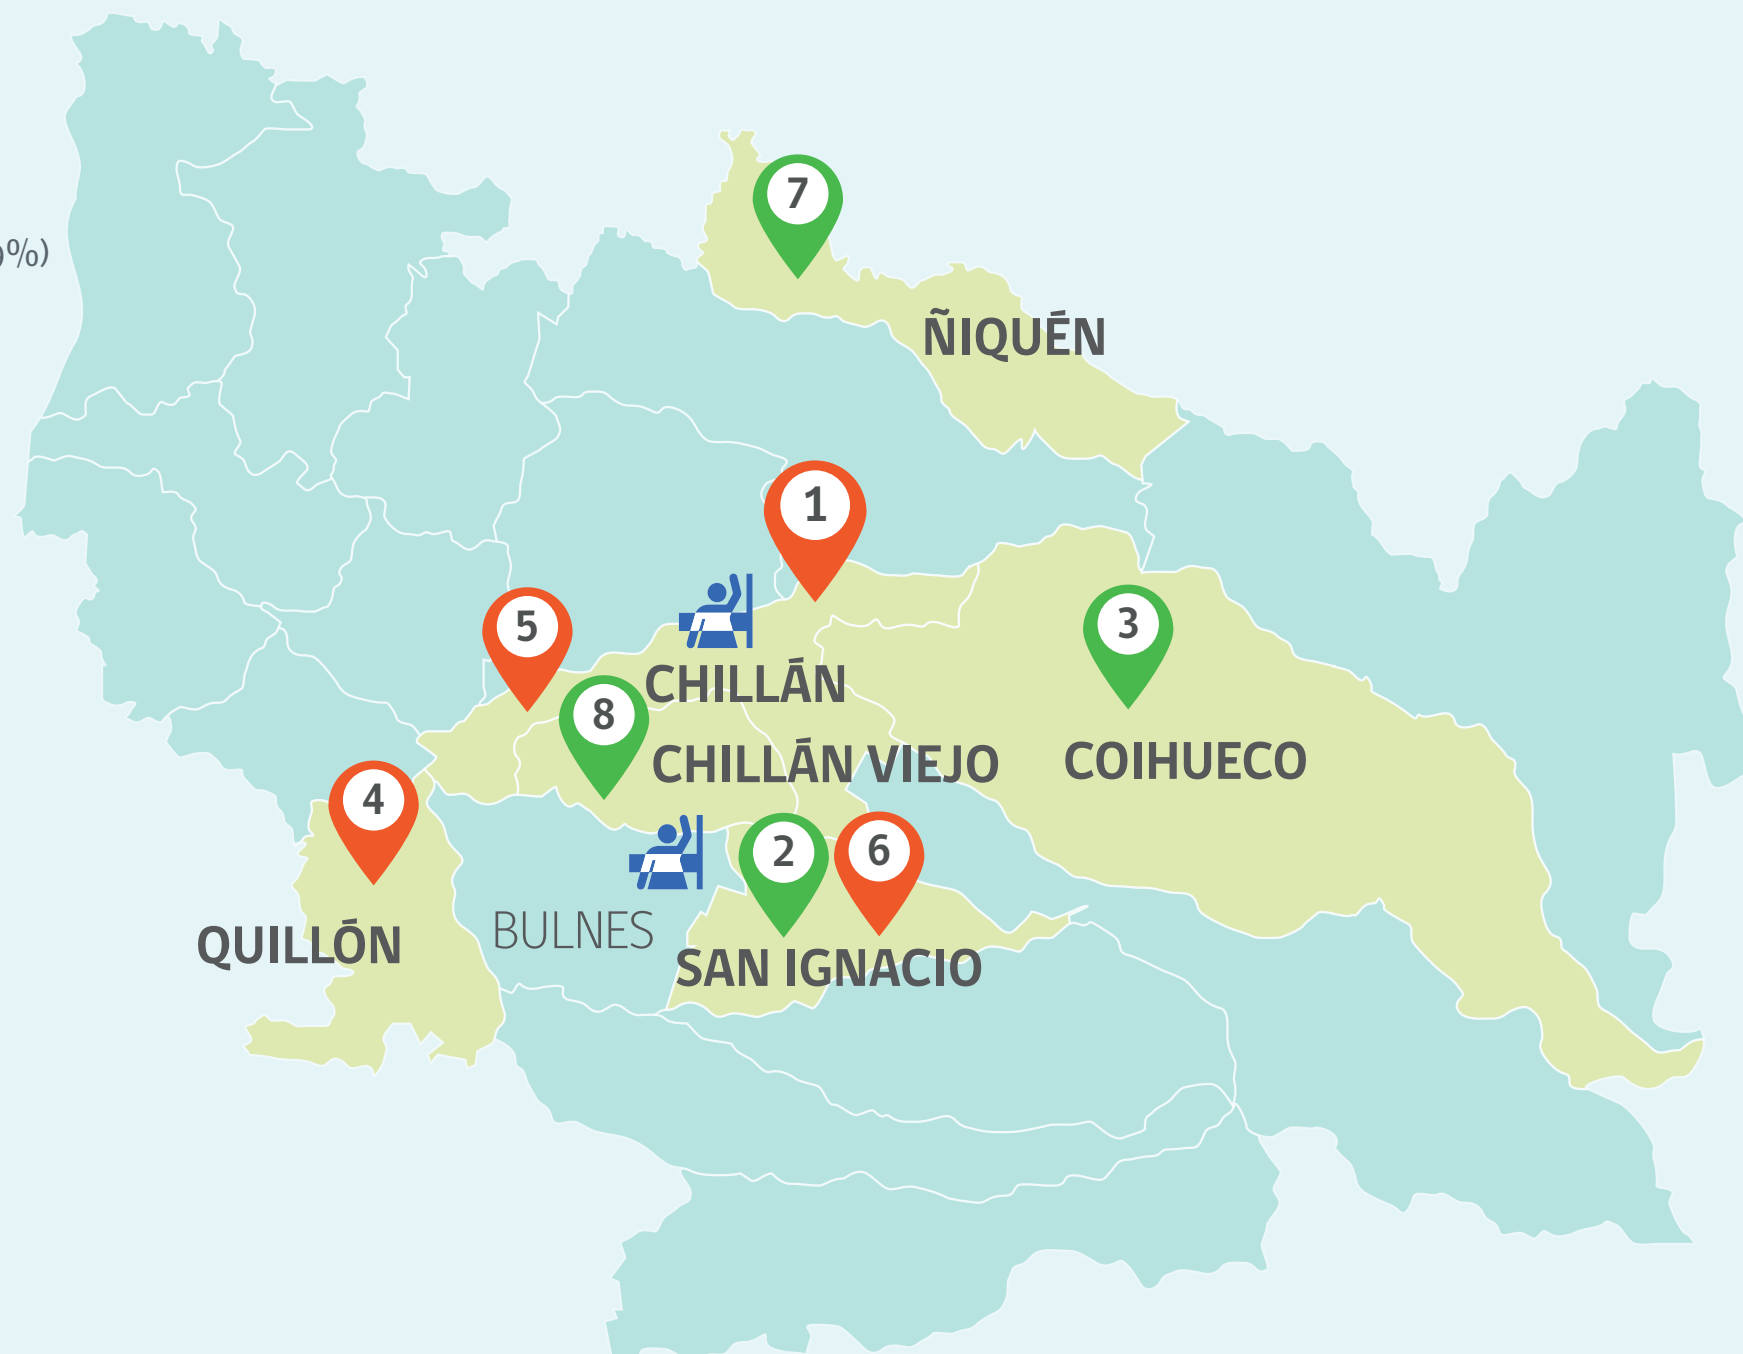 7
%)
ÑIQUÉN
1
5
3
CHILLÁN
8
CHILLÁN VIEJO
COIHUECO
4
2
6
BULNES
QUILLÓN
SAN IGNACIO